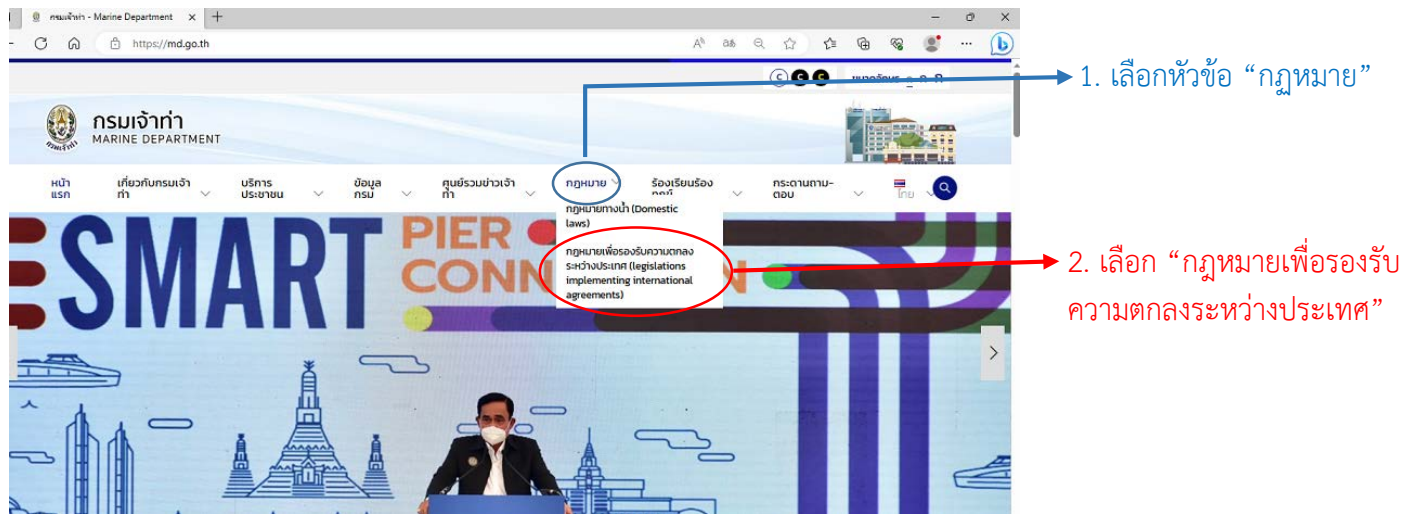 กรมเจ้าท่า - Marine Department
https://md.go.th
กรมเจ้าท่า
MARINE DEPARTMENT
หน้า
แรก
เกี่ยวกับกรมเจ้า
ท่า
บริการ
ประชาชน
ข้อมูล
กรม
ศูนย์รวมข่าวเจ้า
ท่า
กฎหมาย
ร้องเรียนร้อง
กระดานถาม-
ตอบ
ไทย
กฎหมายทางน้ำ (Domestic
laws)
กฎหมายเพื่อรองรับความตกลง
ระหว่างประเทศ (legislations
implementing international
agreements)
SMART
PIER
1. เลือกหัวข้อ “กฎหมาย”
2. เลือก “กฎหมายเพื่อรองรับ
ความตกลงระหว่างประเทศ”